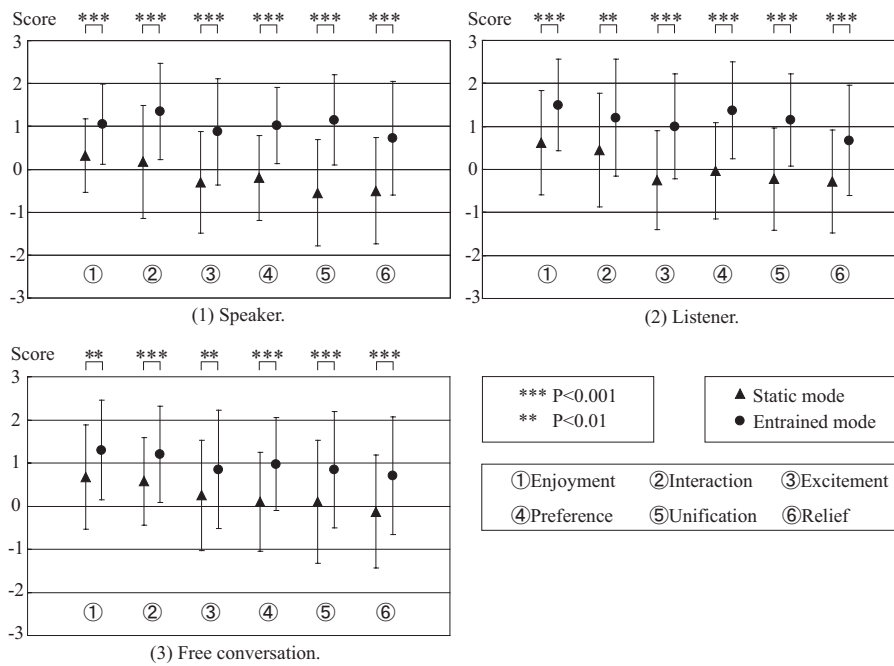 Score *** *** *** *** *** ***
3
2
1
0
-1
-2
-3
① ② ③ ④ ⑤ ⑥
(1) Speaker.
Score *** ** *** *** *** ***
3
2
1
0
-1
-2
-3
① ② ③ ④ ⑤ ⑥
(2) Listener.
Score ** *** ** *** *** ***
3
2
1
0
-1
-2
-3
① ② ③ ④ ⑤ ⑥
(3) Free conversation.
*** P<0.001
** P<0.01
▲ Static mode
● Entrained mode
①Enjoyment ②Interaction ③Excitement
④Preference ⑤Unification ⑥Relief